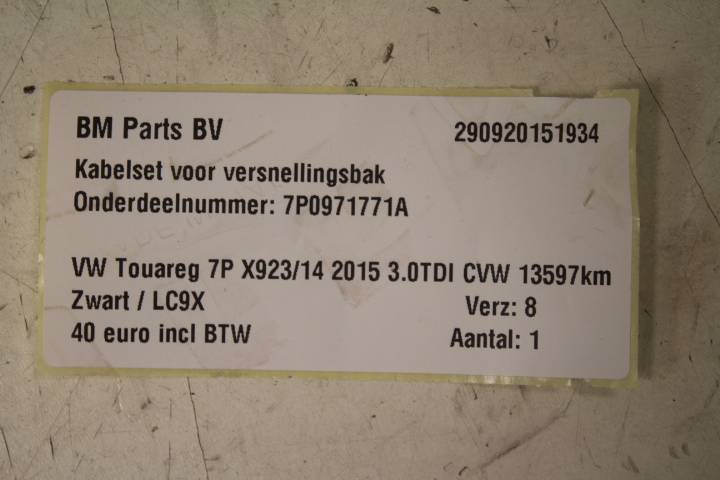 BM Parts BV 290920151934
Kabelset voor versnellingsbak
Onderdeelnummer: 7P0971771A
VW Touareg 7P X923/14 2015 3.0TDI CVW 13597km
Zwart / LC9X Verz: 8
40 euro incl BTW Aantal: 1